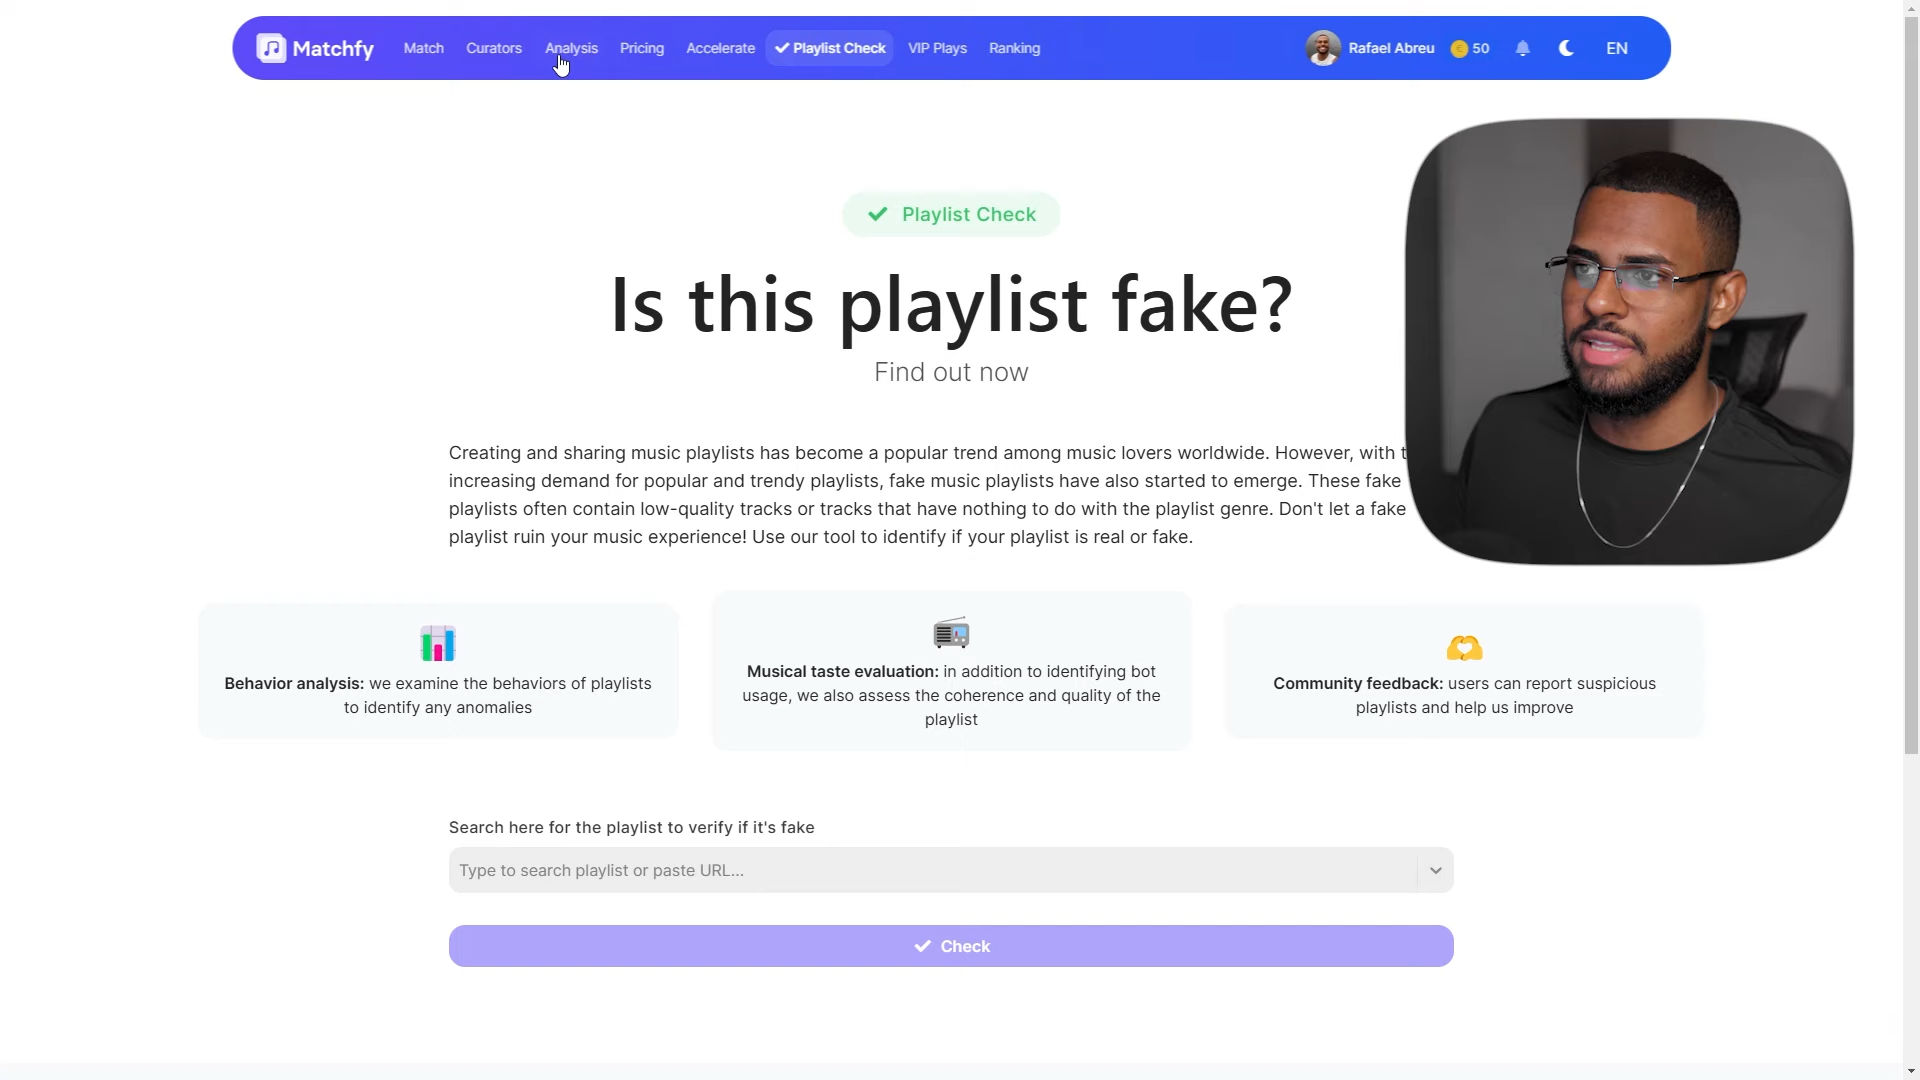 Matchfy Match Curators Analysis Pricing Accelerate Playlist Check VIP Plays Ranking Rafael Abreu 50 EN
Playlist Check
Is this playlist fake?
Find out now
Creating and sharing music playlists has become a popular trend among music lovers worldwide. However, with
increasing demand for popular and trendy playlists, fake music playlists have also started to emerge. These fake
playlists often contain low-quality tracks or tracks that have nothing to do with the playlist genre. Don't let a fake
playlist ruin your music experience! Use our tool to identify if your playlist is real or fake.
Behavior analysis: we examine the behaviors of playlists
to identify any anomalies
Musical taste evaluation: in addition to identifying bot
usage, we also assess the coherence and quality of the
playlist
Community feedback: users can report suspicious
playlists and help us improve
Search here for the playlist to verify if it's fake
Type to search playlist or paste URL...
Check